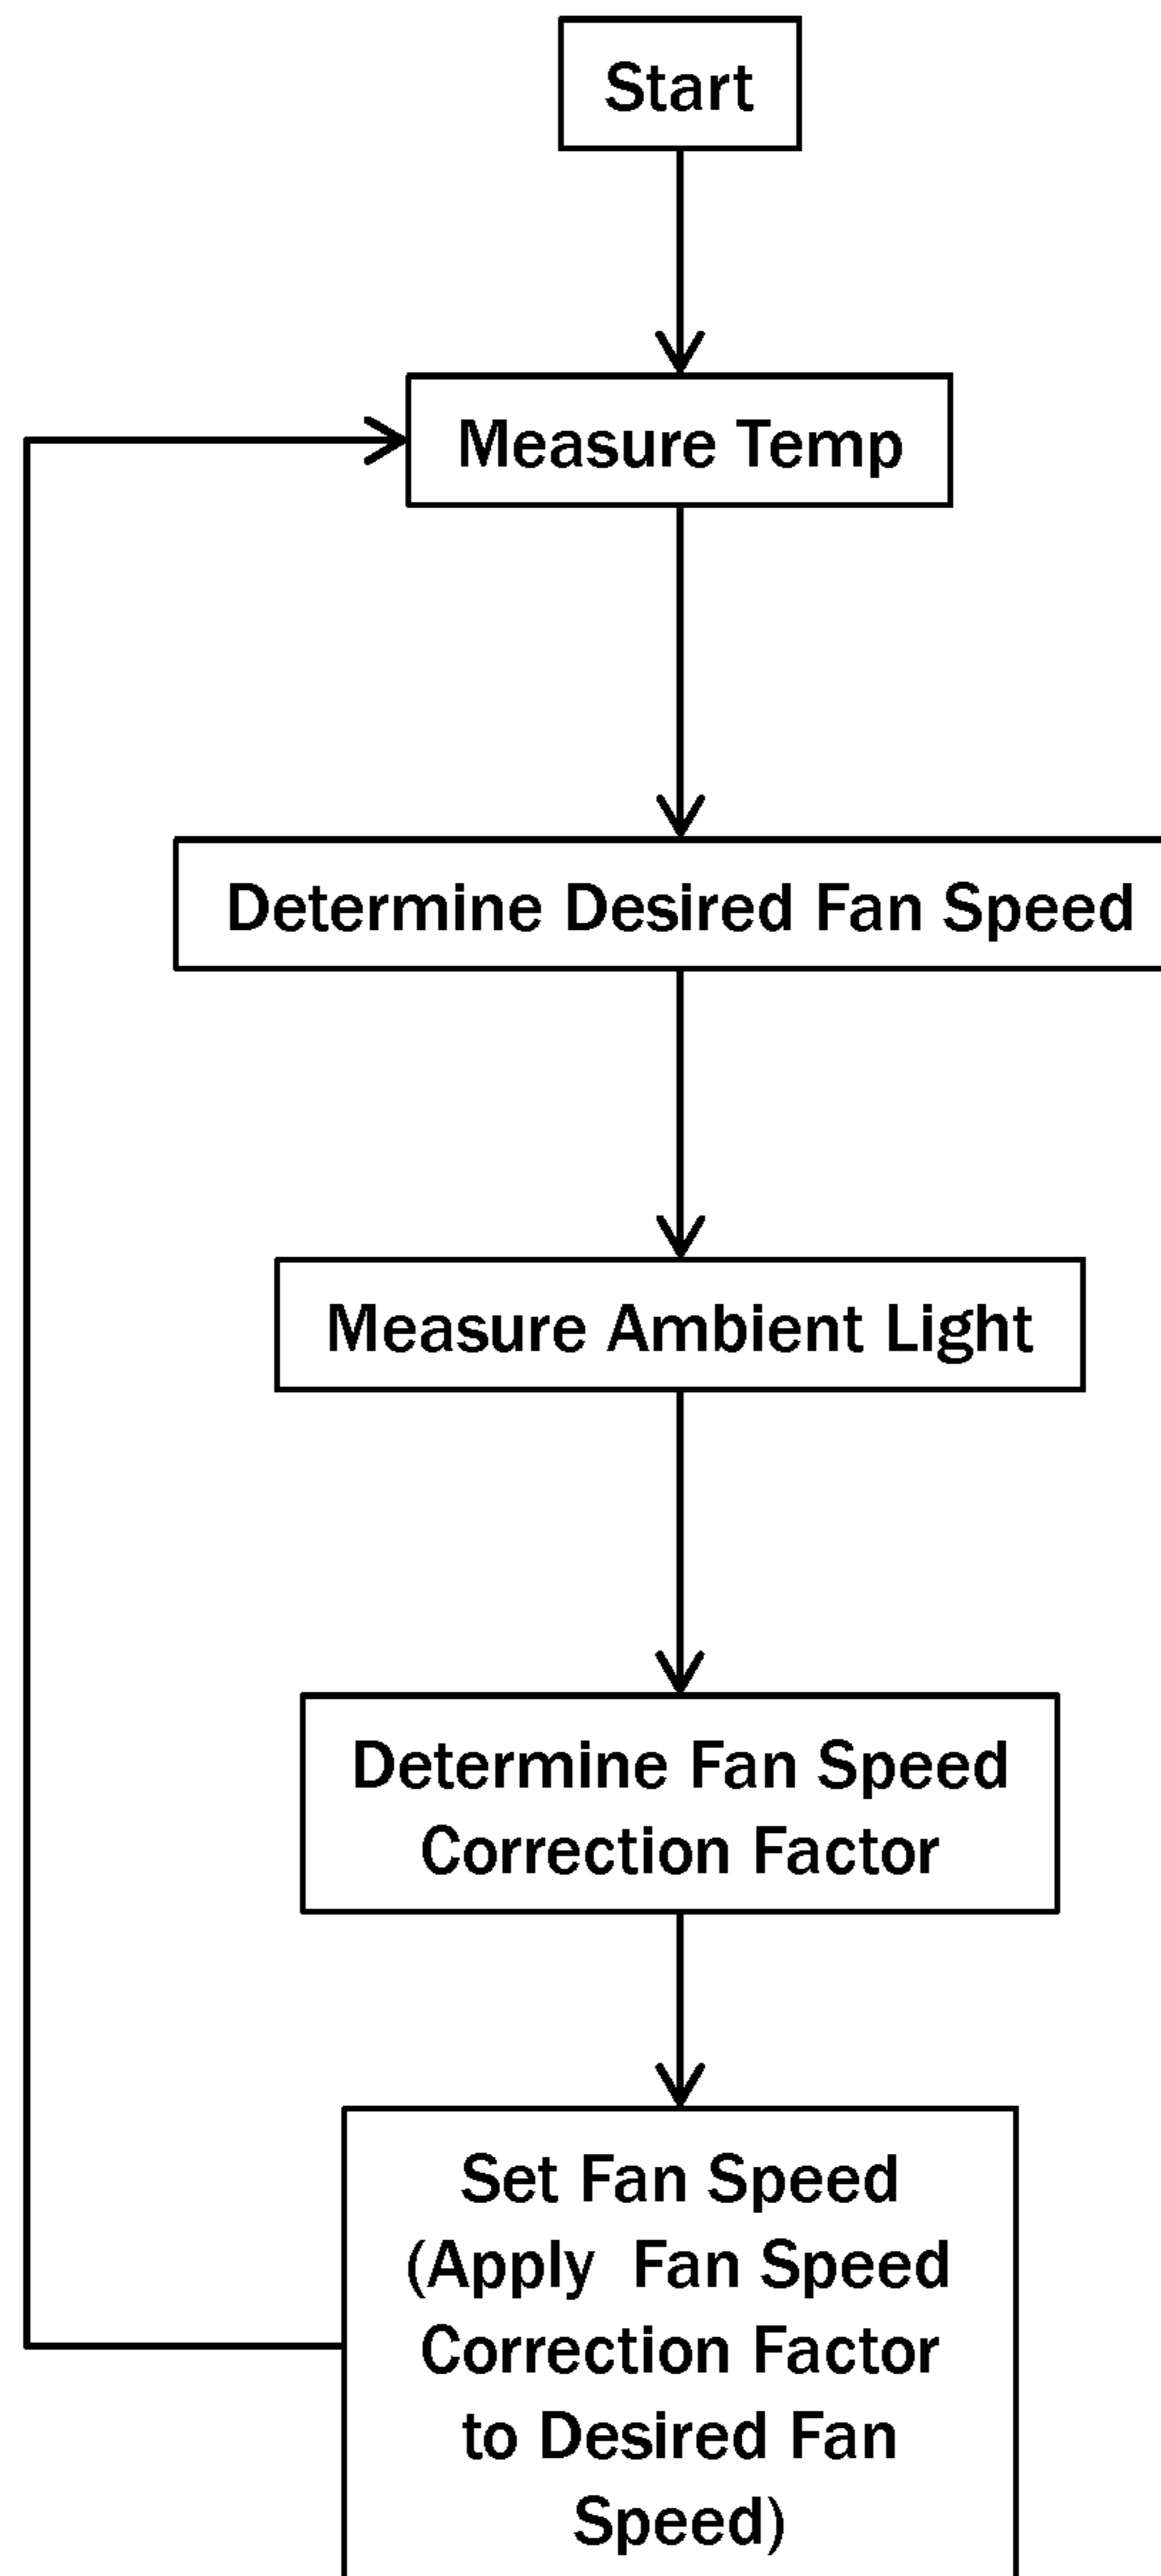 Start
Measure Temp
Determine Desired Fan Speed
Measure Ambient Light
Determine Fan Speed
Correction Factor
Set Fan Speed
(Apply  Fan Speed
Correction Factor
to Desired Fan
Speed)